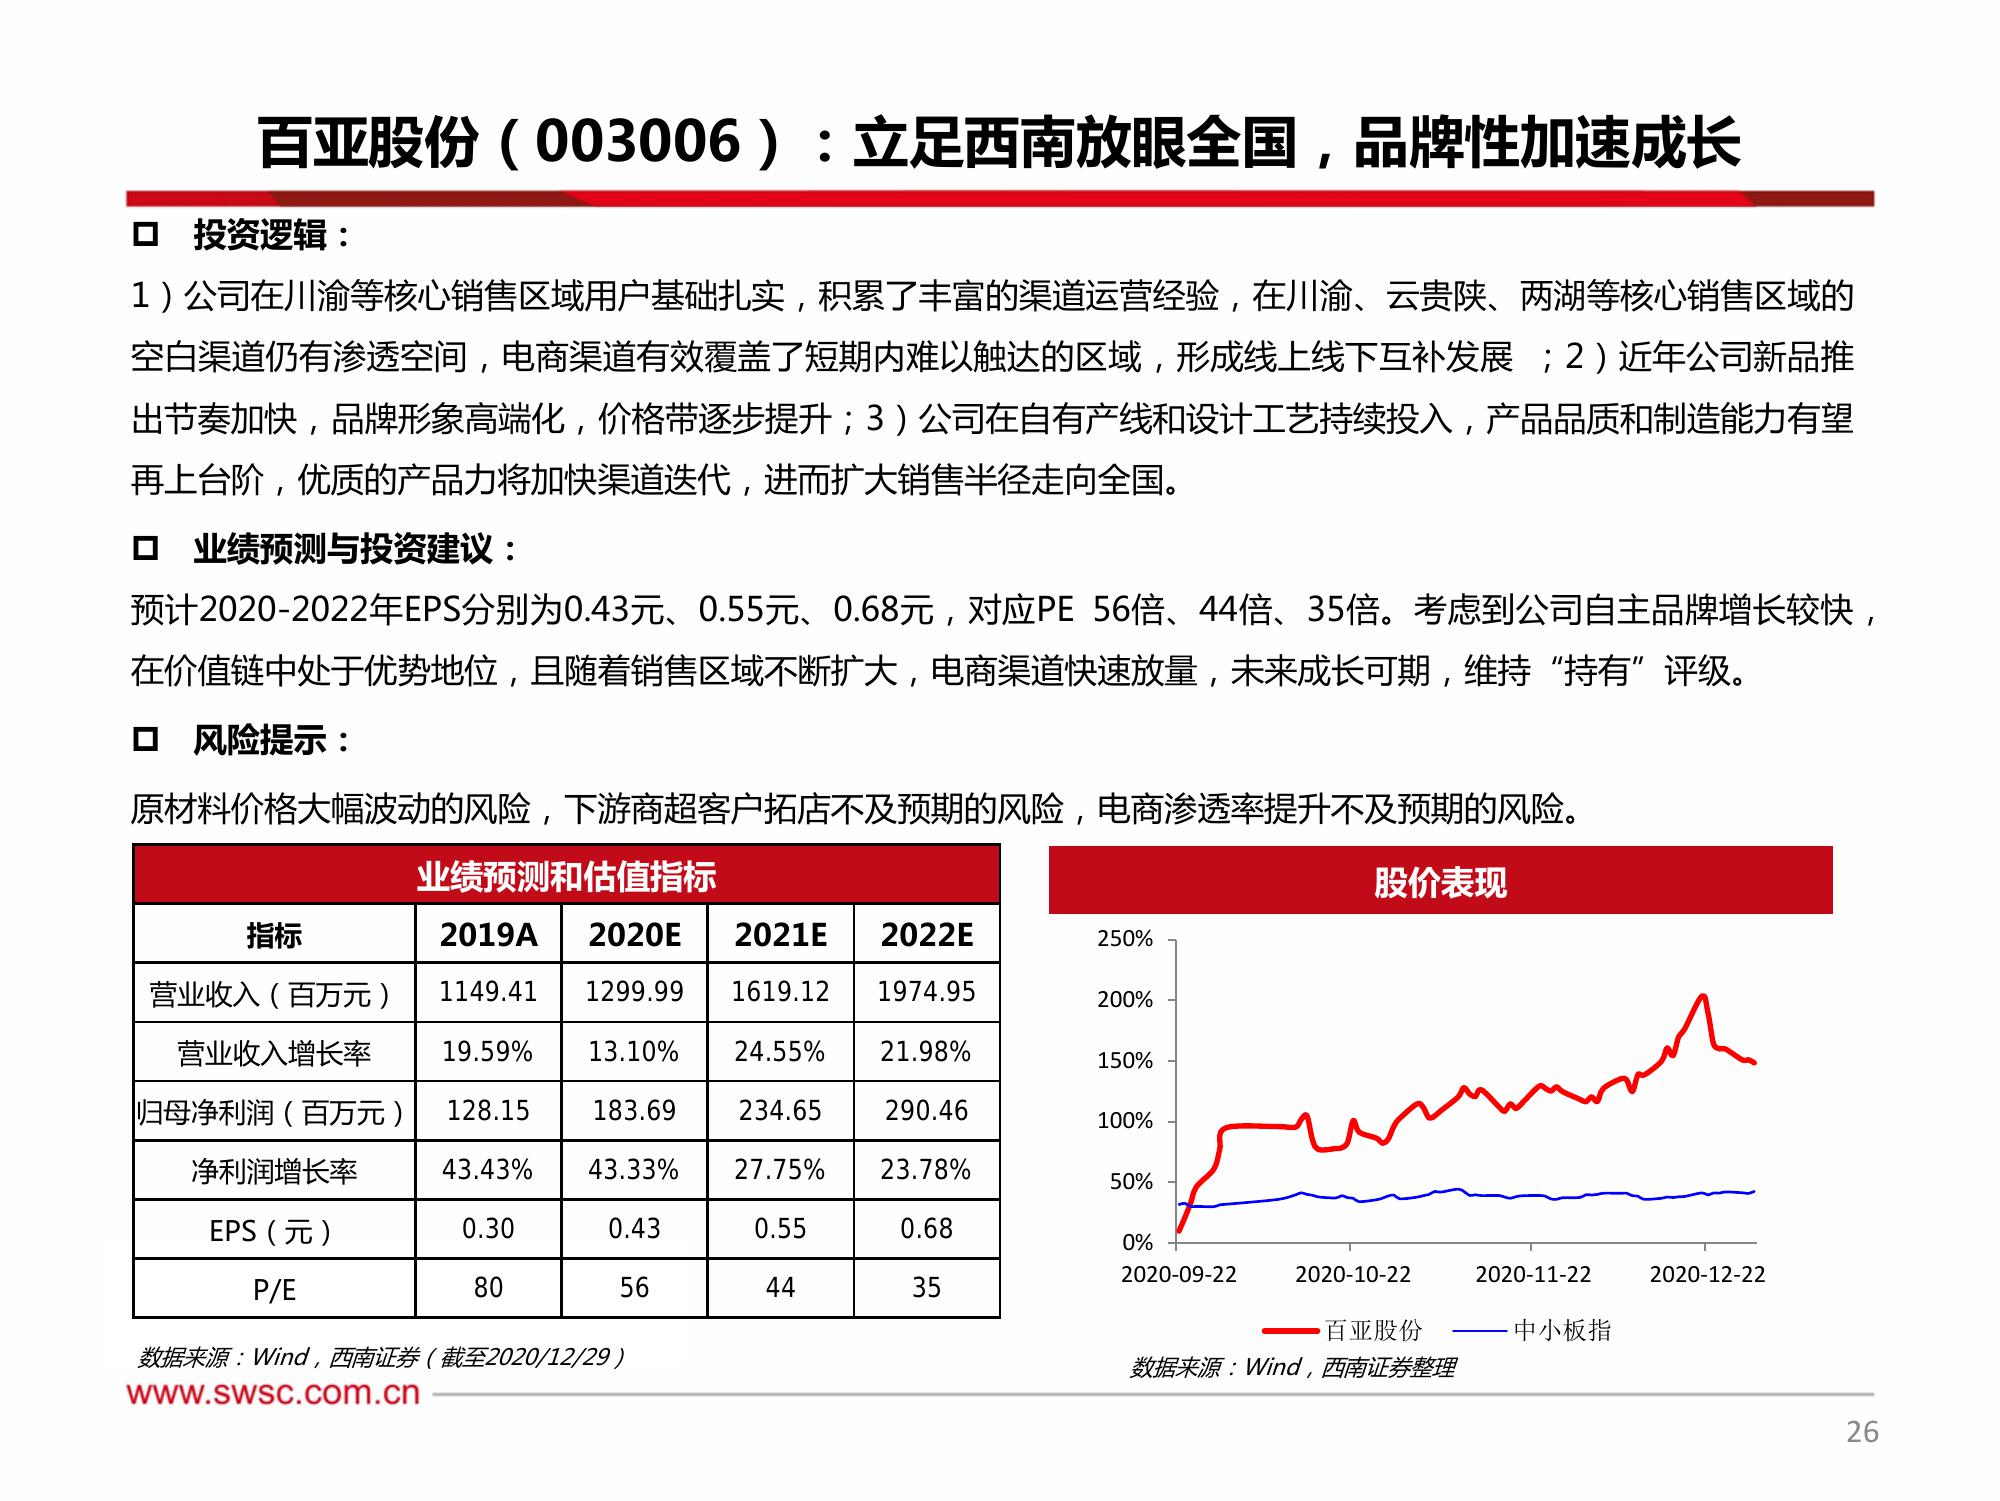 百亚股份（003006）：立足西南放眼全国，品牌性加速成长
投资逻辑：
1）公司在川渝等核心销售区域用户基础扎实，积累了丰富的渠道运营经验，在川渝、云贵陕、两湖等核心销售区域的
空白渠道仍有渗透空间，电商渠道有效覆盖了短期内难以触达的区域，形成线上线下互补发展 ；2）近年公司新品推
出节奏加快，品牌形象高端化，价格带逐步提升；3）公司在自有产线和设计工艺持续投入，产品品质和制造能力有望
再上台阶，优质的产品力将加快渠道迭代，进而扩大销售半径走向全国。
业绩预测与投资建议：
预计2020-2022年EPS分别为0.43元、0.55元、0.68元，对应PE 56倍、44倍、35倍。考虑到公司自主品牌增长较快，
在价值链中处于优势地位，且随着销售区域不断扩大，电商渠道快速放量，未来成长可期，维持“持有”评级。
风险提示：
原材料价格大幅波动的风险，下游商超客户拓店不及预期的风险，电商渗透率提升不及预期的风险。
业绩预测和估值指标
指标 2019A 2020E 2021E 2022E
营业收入（百万元） 1149.41 1299.99 1619.12 1974.95
营业收入增长率 19.59% 13.10% 24.55% 21.98%
归母净利润（百万元） 128.15 183.69 234.65 290.46
净利润增长率 43.43% 43.33% 27.75% 23.78%
EPS（元） 0.30 0.43 0.55 0.68
P/E 80 56 44 35
数据来源：Wind，西南证券（截至2020/12/29）
股价表现
250%
200%
150%
100%
50%
0%
2020-09-22 2020-10-22 2020-11-22 2020-12-22
百亚股份 中小板指
数据来源：Wind，西南证券整理
www.swsc.com.cn
26